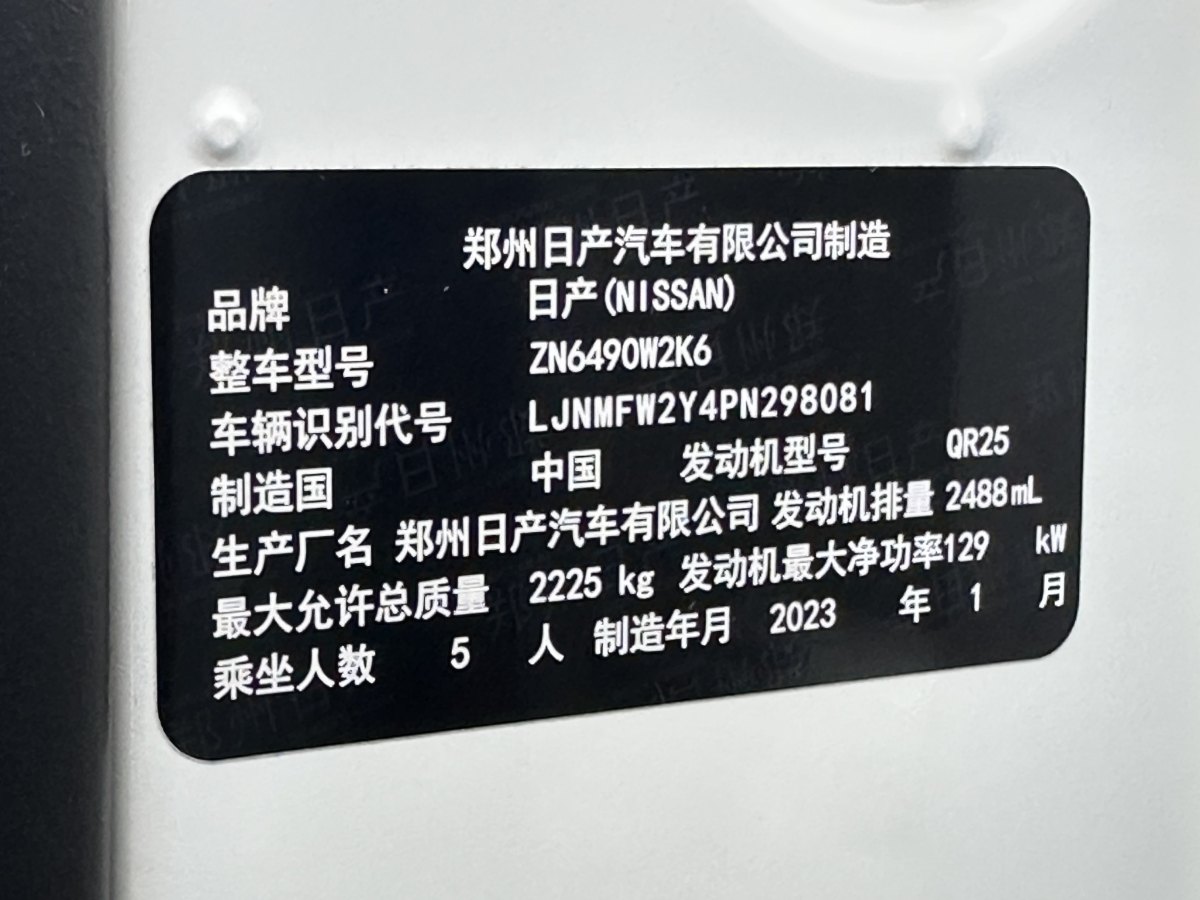 郑州日产汽车有限公司制造
品牌 日产(NISSAN)
整车型号 ZN6490W2K6
车辆识别代号 LJNMFW2Y4PN298081
制造国 中国 发动机型号 QR25
生产厂名 郑州日产汽车有限公司 发动机排量 2488mL
最大允许总质量 2225 kg 发动机最大净功率129 kW
乘坐人数 5 人 制造年月 2023 年 1 月